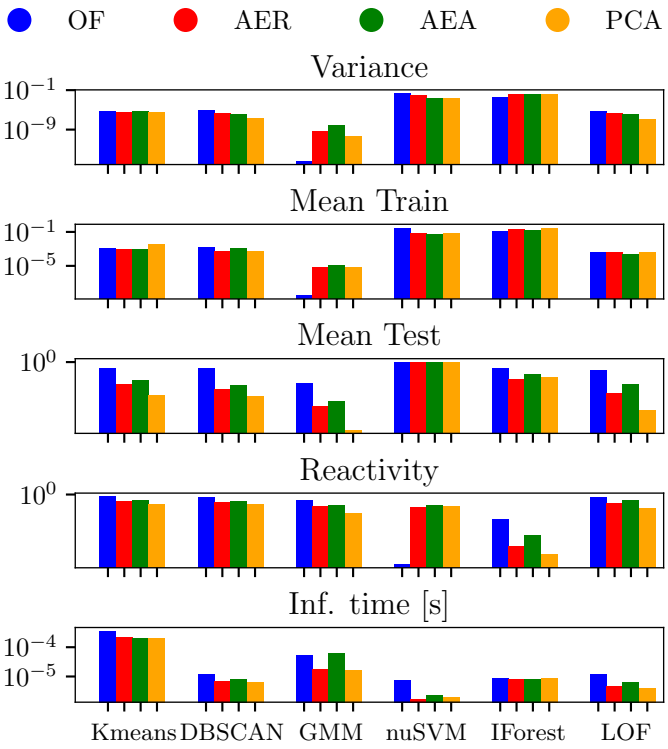 OF AER AEA PCA
Variance
10^-1
10^-9
Mean Train
10^-1
10^-5
Mean Test
10^0
Reactivity
10^0
Inf. time [s]
10^-4
10^-5
Kmeans DBSCAN GMM nuSVM IForest LOF